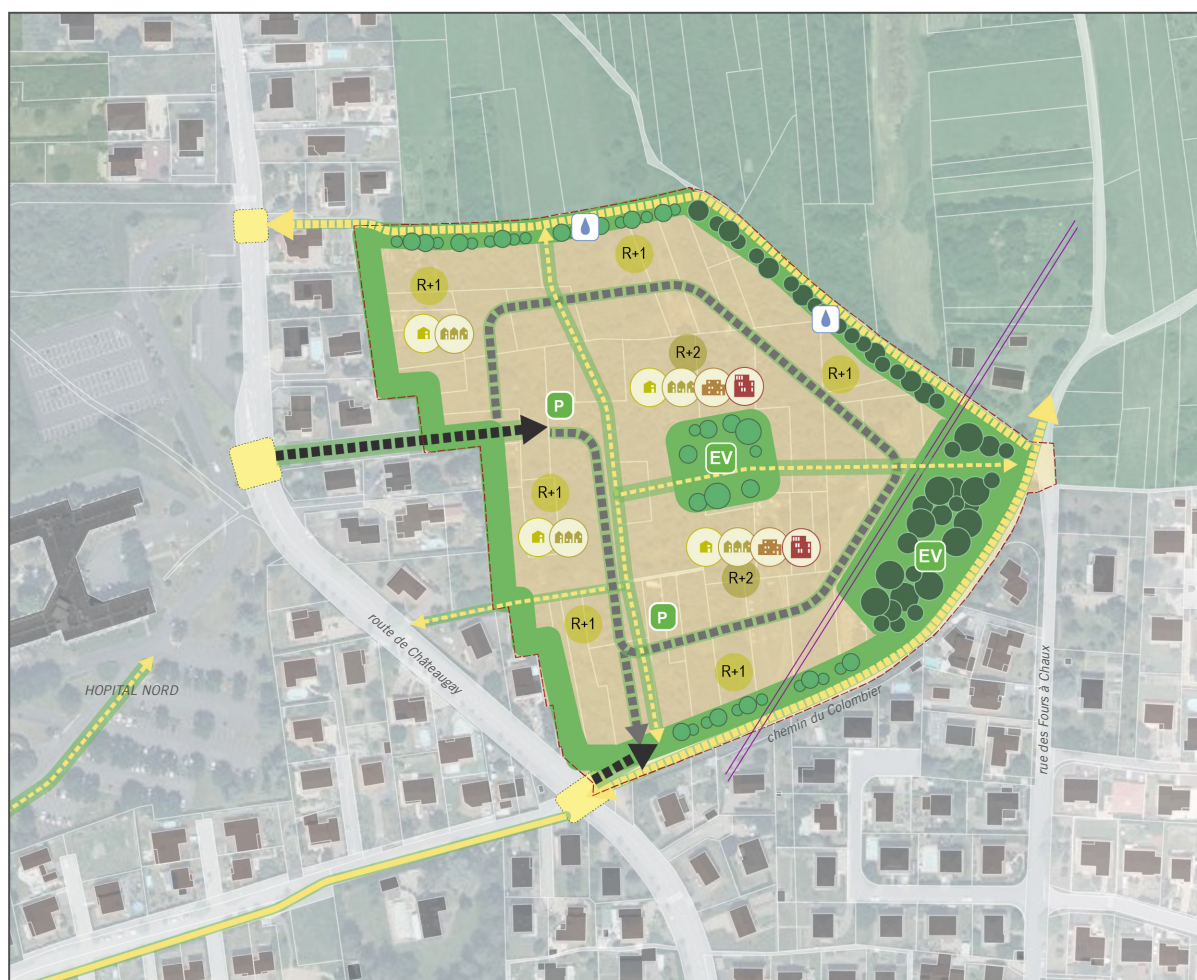 R+1
R+1
R+2
R+1
P
EV
R+1
EV
R+2
P
R+1
route de Châteaugay
R+1
HOPITAL NORD
chemin du Colombier
rue des Fours à Chaux